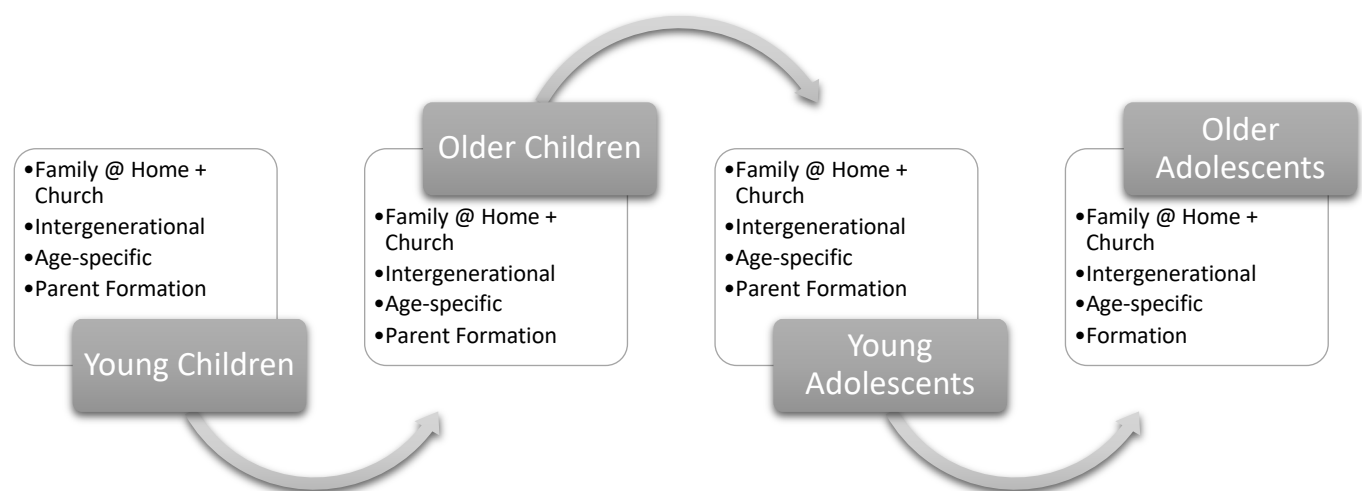 •Family @ Home +
Church
•Intergenerational
•Age-specific
•Parent Formation
Young Children
Older Children
•Family @ Home +
Church
•Intergenerational
•Age-specific
•Parent Formation
•Family @ Home +
Church
•Intergenerational
•Age-specific
•Parent Formation
Young
Adolescents
Older
Adolescents
•Family @ Home +
Church
•Intergenerational
•Age-specific
•Formation